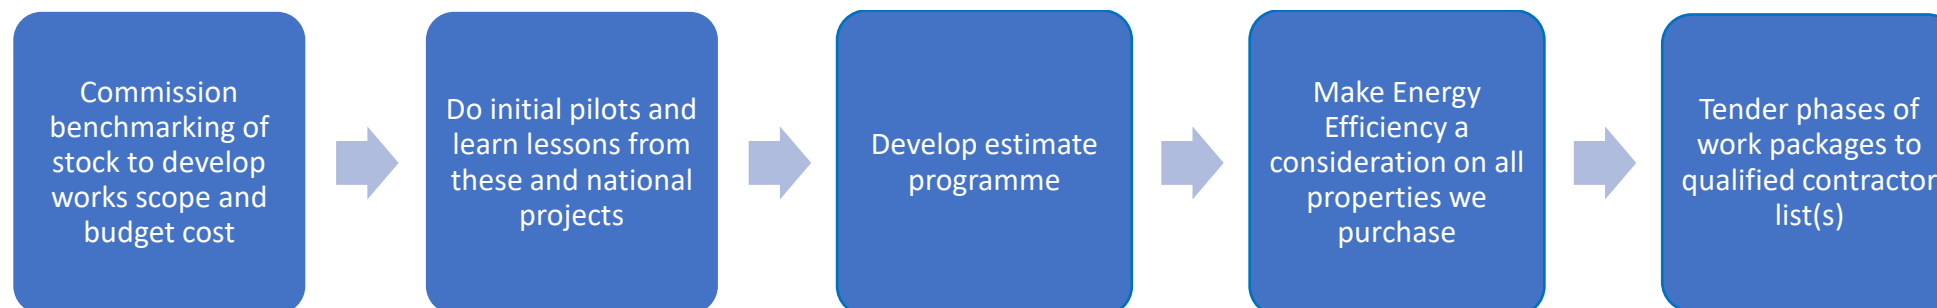 Commission
benchmarking of
stock to develop
works scope and
budget cost
Do initial pilots and
learn lessons from
these and national
projects
Develop estimate
programme
Make Energy
Efficiency a
consideration on all
properties we
purchase
Tender phases of
work packages to
qualified contractor
list(s)